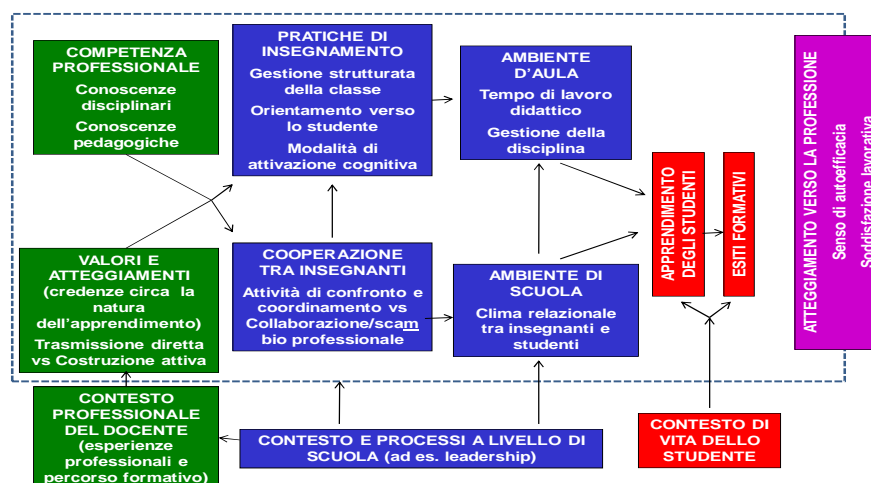 COMPETENZA
PROFESSIONALE
Conoscenze
disciplinari
Conoscenze
pedagogiche
PRATICHE DI
INSEGNAMENTO
Gestione strutturata
della classe
Orientamento verso
lo studente
Modalità di
attivazione cognitiva
AMBIENTE
D'AULA
Tempo di lavoro
didattico
Gestione della
disciplina
VALORI E
ATTEGGIAMENTI
(credenze circa la
natura
dell'apprendimento)
Trasmissione diretta
vs Costruzione attiva
COOPERAZIONE
TRA INSEGNANTI
Attività di confronto e
coordinamento vs
Collaborazione/scam
bio professionale
AMBIENTE DI
SCUOLA
Clima relazionale
tra insegnanti e
studenti
APPRENDIMENTO
DEGLI STUDENTI
ESITI FORMATIVI
ATTEGGIAMENTO VERSO LA PROFESSIONE
Senso di autoefficacia
Soddistazione lavorativa
CONTESTO
PROFESSIONALE
DEL DOCENTE
(esperienze
professionali e
percorso formativo)
CONTESTO E PROCESSI A LIVELLO DI
SCUOLA (ad es. leadership)
CONTESTO DI
VITA DELLO
STUDENTE